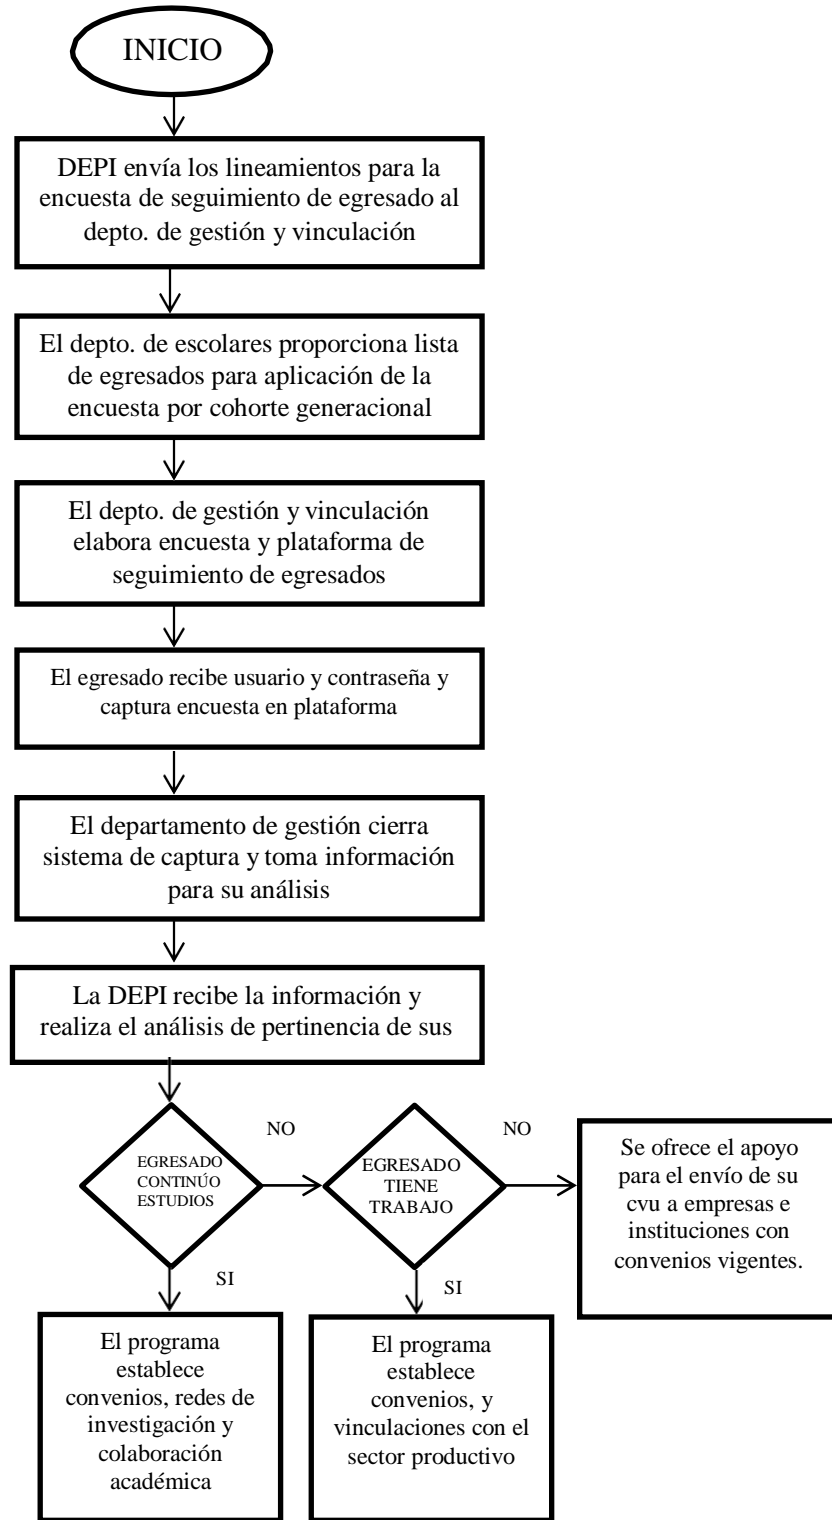 INICIO
DEPI envía los lineamientos para la
encuesta de seguimiento de egresado al
depto. de gestión y vinculación
El depto. de escolares proporciona lista
de egresados para aplicación de la
encuesta por cohorte generacional
El depto. de gestión y vinculación
elabora encuesta y plataforma de
seguimiento de egresados
El egresado recibe usuario y contraseña y
captura encuesta en plataforma
El departamento de gestión cierra
sistema de captura y toma información
para su análisis
La DEPI recibe la información y
realiza el análisis de pertinencia de sus
EGRESADO
CONTINÚO
ESTUDIOS
NO
EGRESADO
TIENE
TRABAJO
NO
Se ofrece el apoyo
para el envío de su
cvu a empresas e
instituciones con
convenios vigentes.
SI
SI
El programa
establece
convenios, redes de
investigación y
colaboración
académica
El programa
establece
convenios, y
vinculaciones con el
sector productivo